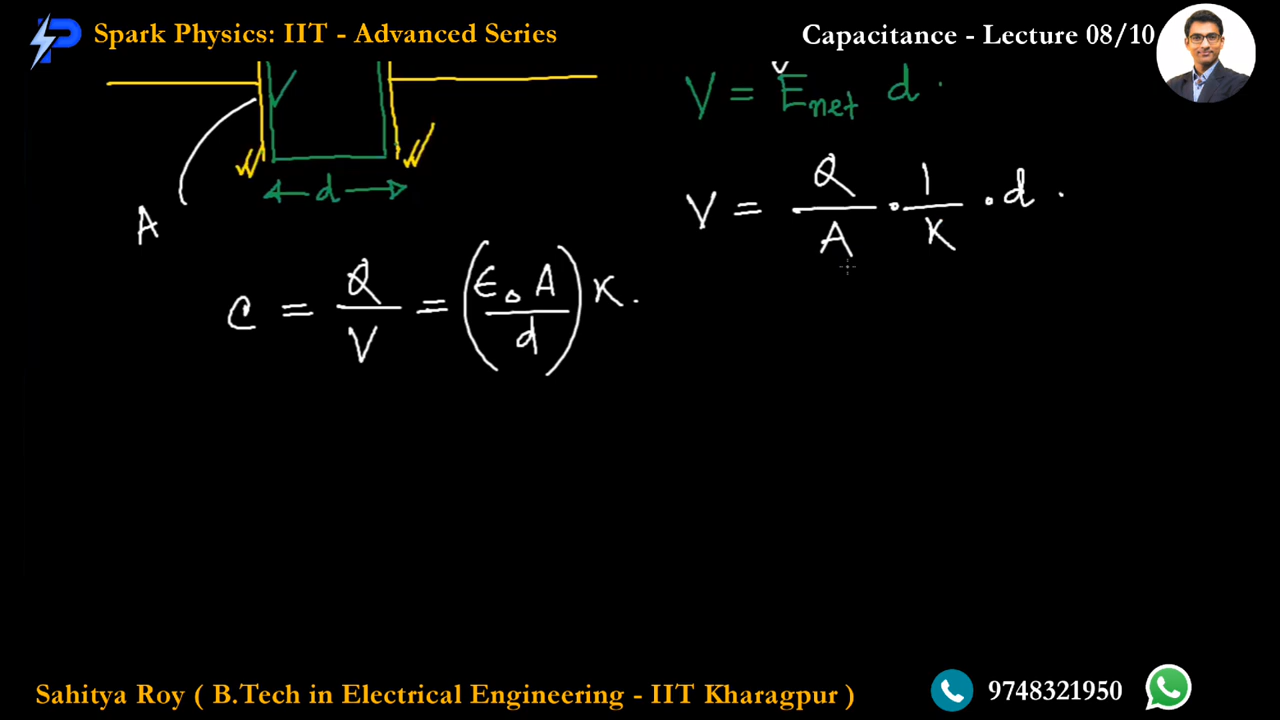 Spark Physics: IIT - Advanced Series
Capacitance - Lecture 08/10
V = E_net d.
A
d
V = Q/A · 1/K · d.
C = Q/V = (ε₀ A/d) K.
Sahitya Roy ( B.Tech in Electrical Engineering - IIT Kharagpur )
9748321950